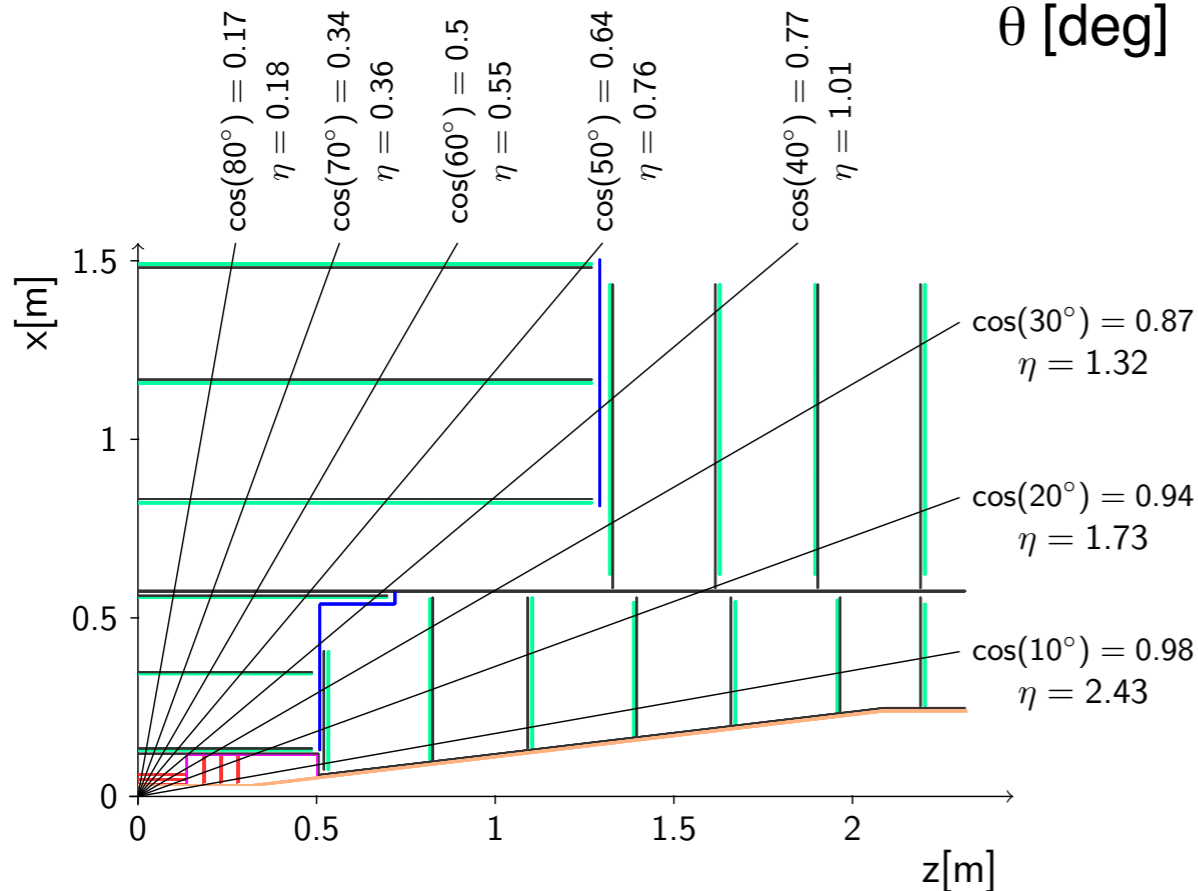 θ [deg]
cos(80°) = 0.17
η = 0.18
cos(70°) = 0.34
η = 0.36
cos(60°) = 0.5
η = 0.55
cos(50°) = 0.64
η = 0.76
cos(40°) = 0.77
η = 1.01
cos(30°) = 0.87
η = 1.32
cos(20°) = 0.94
η = 1.73
cos(10°) = 0.98
η = 2.43
x[m]
1.5
1
0.5
0
0
0.5
1
1.5
2
z[m]